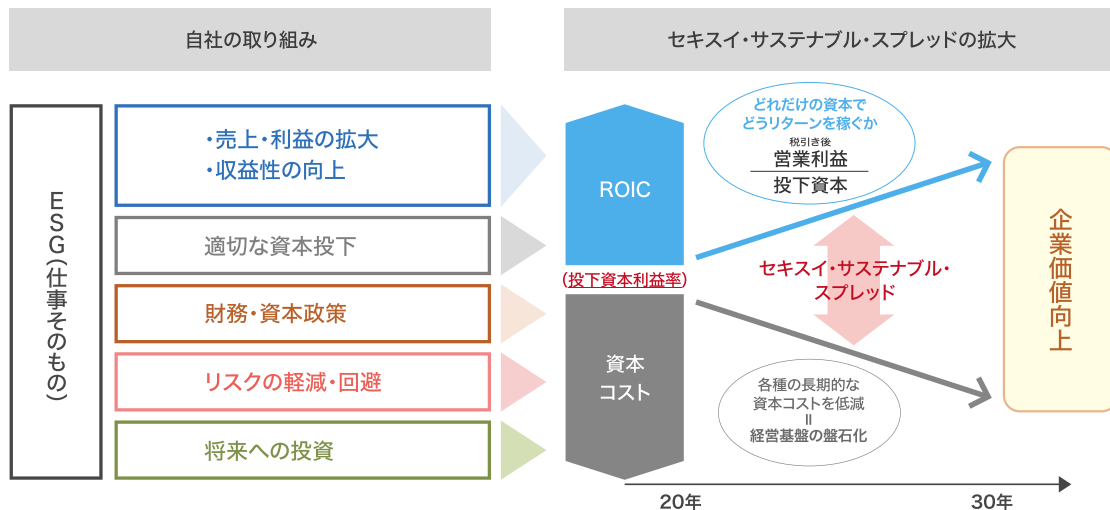 自社の取り組み
セキスイ・サステナブル・スプレッドの拡大
ESG(仕事そのもの)
・売上・利益の拡大
・収益性の向上
適切な資本投下
財務・資本政策
リスクの軽減・回避
将来への投資
ROIC
(投下資本利益率)
資本
コスト
どれだけの資本で
どうリターンを稼ぐか
税引き後
営業利益
投下資本
セキスイ・サステナブル・
スプレッド
各種の長期的な
資本コストを低減
||
経営基盤の盤石化
企業価値向上
20年
30年